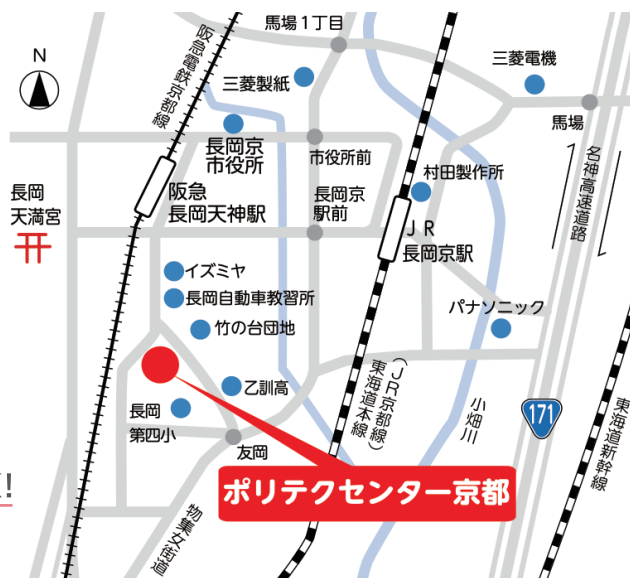 馬場1丁目
阪急電鉄京都線
三菱製紙
三菱電機
N
馬場
長岡京
市役所
市役所前
名神高速道路
村田製作所
阪急
長岡天神駅
長岡京
駅前
長岡
天満宮
JR
長岡京駅
イズミヤ
長岡自動車教習所
パナソニック
竹の台団地
乙訓高
(JR京都線)
東海道本線
小畑川
171
東海道新幹線
長岡
第四小
友岡
ポリテクセンター京都
物集女街道
!